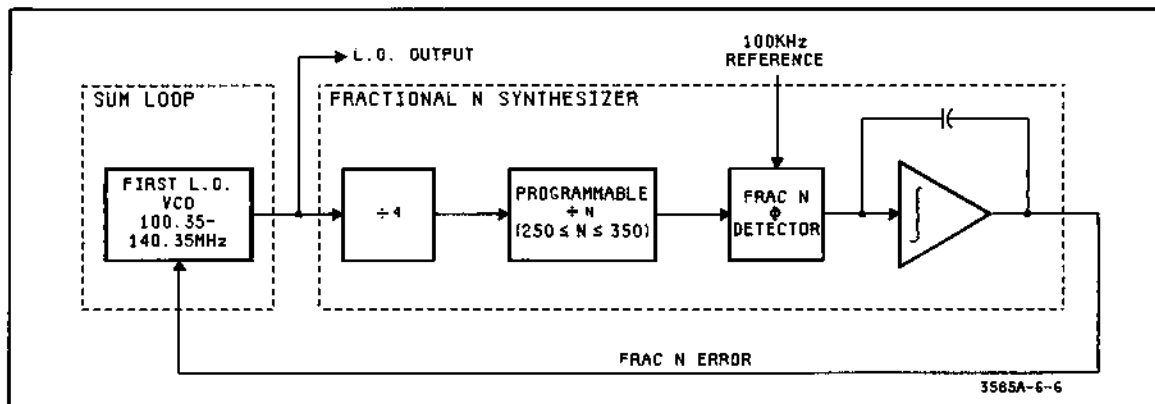 L.O. OUTPUT
100KHz
REFERENCE
SUM LOOP
FRACTIONAL N SYNTHESIZER
FIRST L.O.
VCO
100.35-
140.35MHz
÷4
PROGRAMMABLE
÷ N
(250 ≤ N ≤ 350)
FRAC N
Φ
DETECTOR
∫
FRAC N ERROR
3585A-6-6